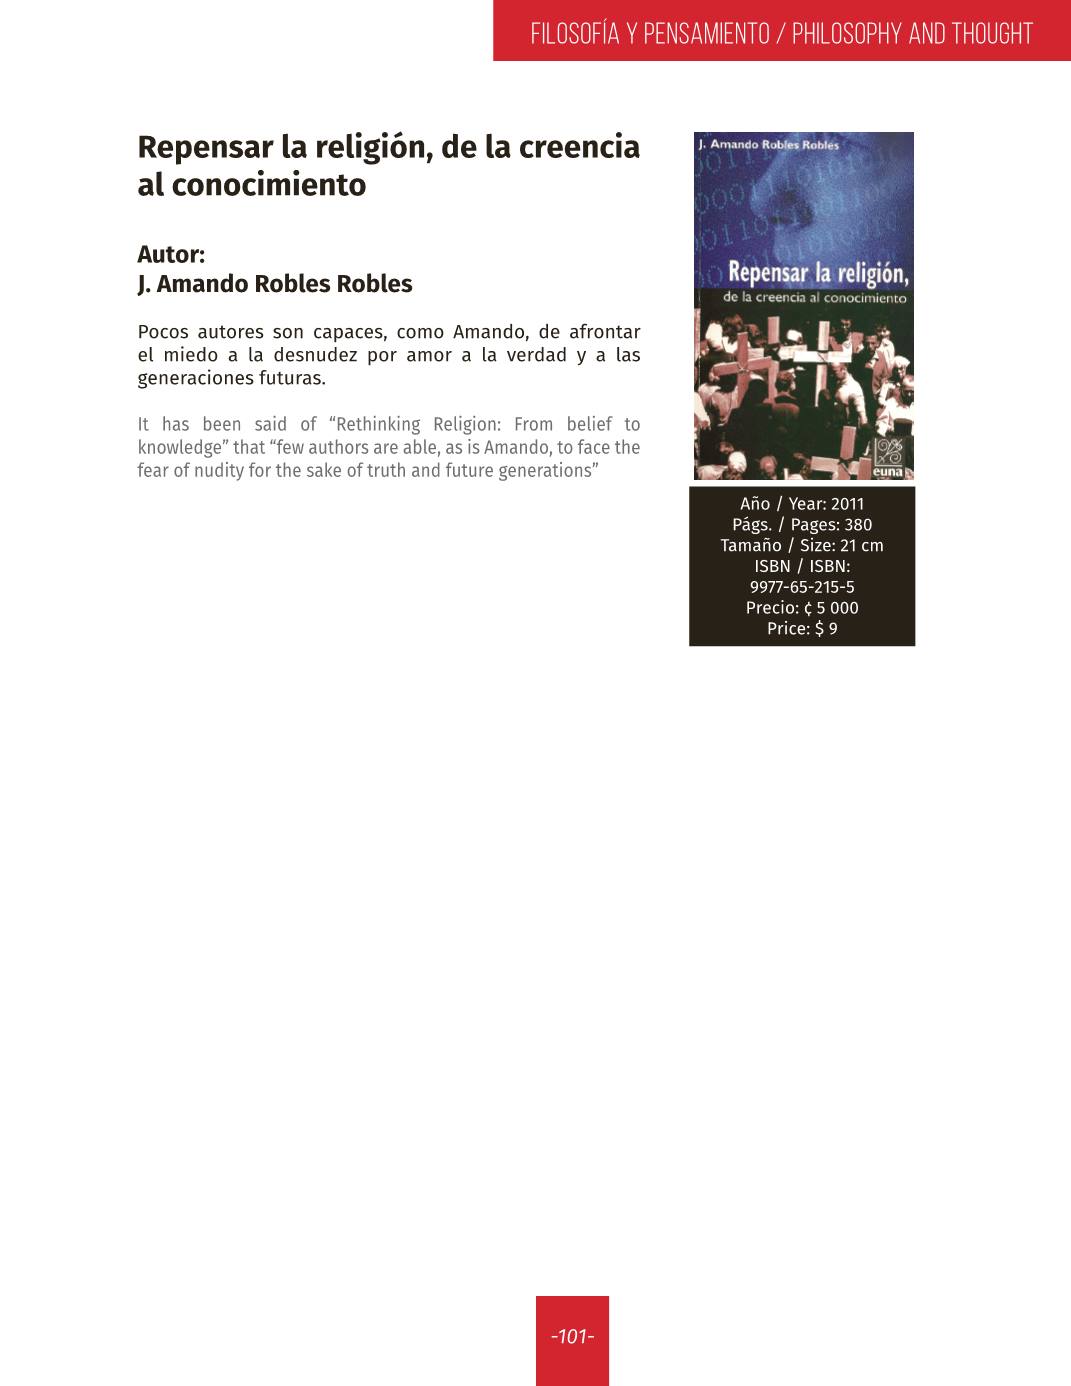 FILOSOFÍA Y PENSAMIENTO / PHILOSOPHY AND THOUGHT
Repensar la religión, de la creencia
al conocimiento
Autor:
J. Amando Robles Robles
Pocos autores son capaces, como Amando, de afrontar
el miedo a la desnudez por amor a la verdad y a las
generaciones futuras.
It has been said of “Rethinking Religion: From belief to
knowledge” that “few authors are able, as is Amando, to face the
fear of nudity for the sake of truth and future generations”
J. Amando Robles Robles
Repensar la religión,
de la creencia al conocimiento
euna
Año / Year: 2011
Págs. / Pages: 380
Tamaño / Size: 21 cm
ISBN / ISBN:
9977-65-215-5
Precio: ¢ 5 000
Price: $ 9
-101-